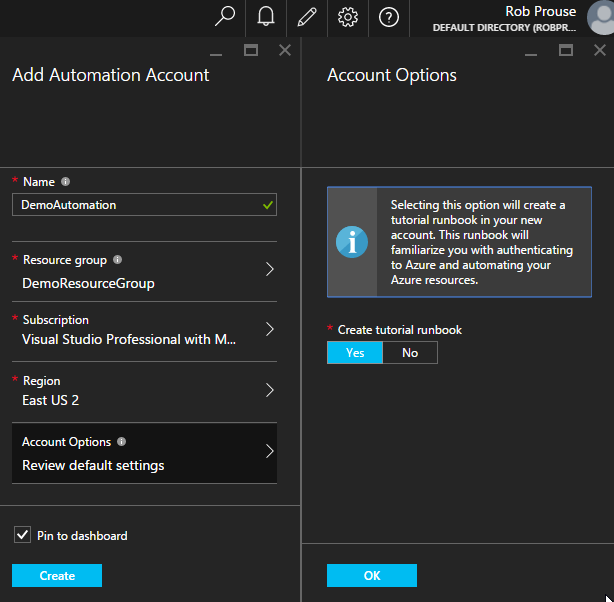 Rob Prouse
DEFAULT DIRECTORY (ROBPR...
Add Automation Account
* Name
DemoAutomation
* Resource group
DemoResourceGroup
* Subscription
Visual Studio Professional with M...
* Region
East US 2
Account Options
Review default settings
Pin to dashboard
Create
Account Options
Selecting this option will create a
tutorial runbook in your new
account. This runbook will
familiarize you with authenticating
to Azure and automating your
Azure resources.
* Create tutorial runbook
Yes No
OK